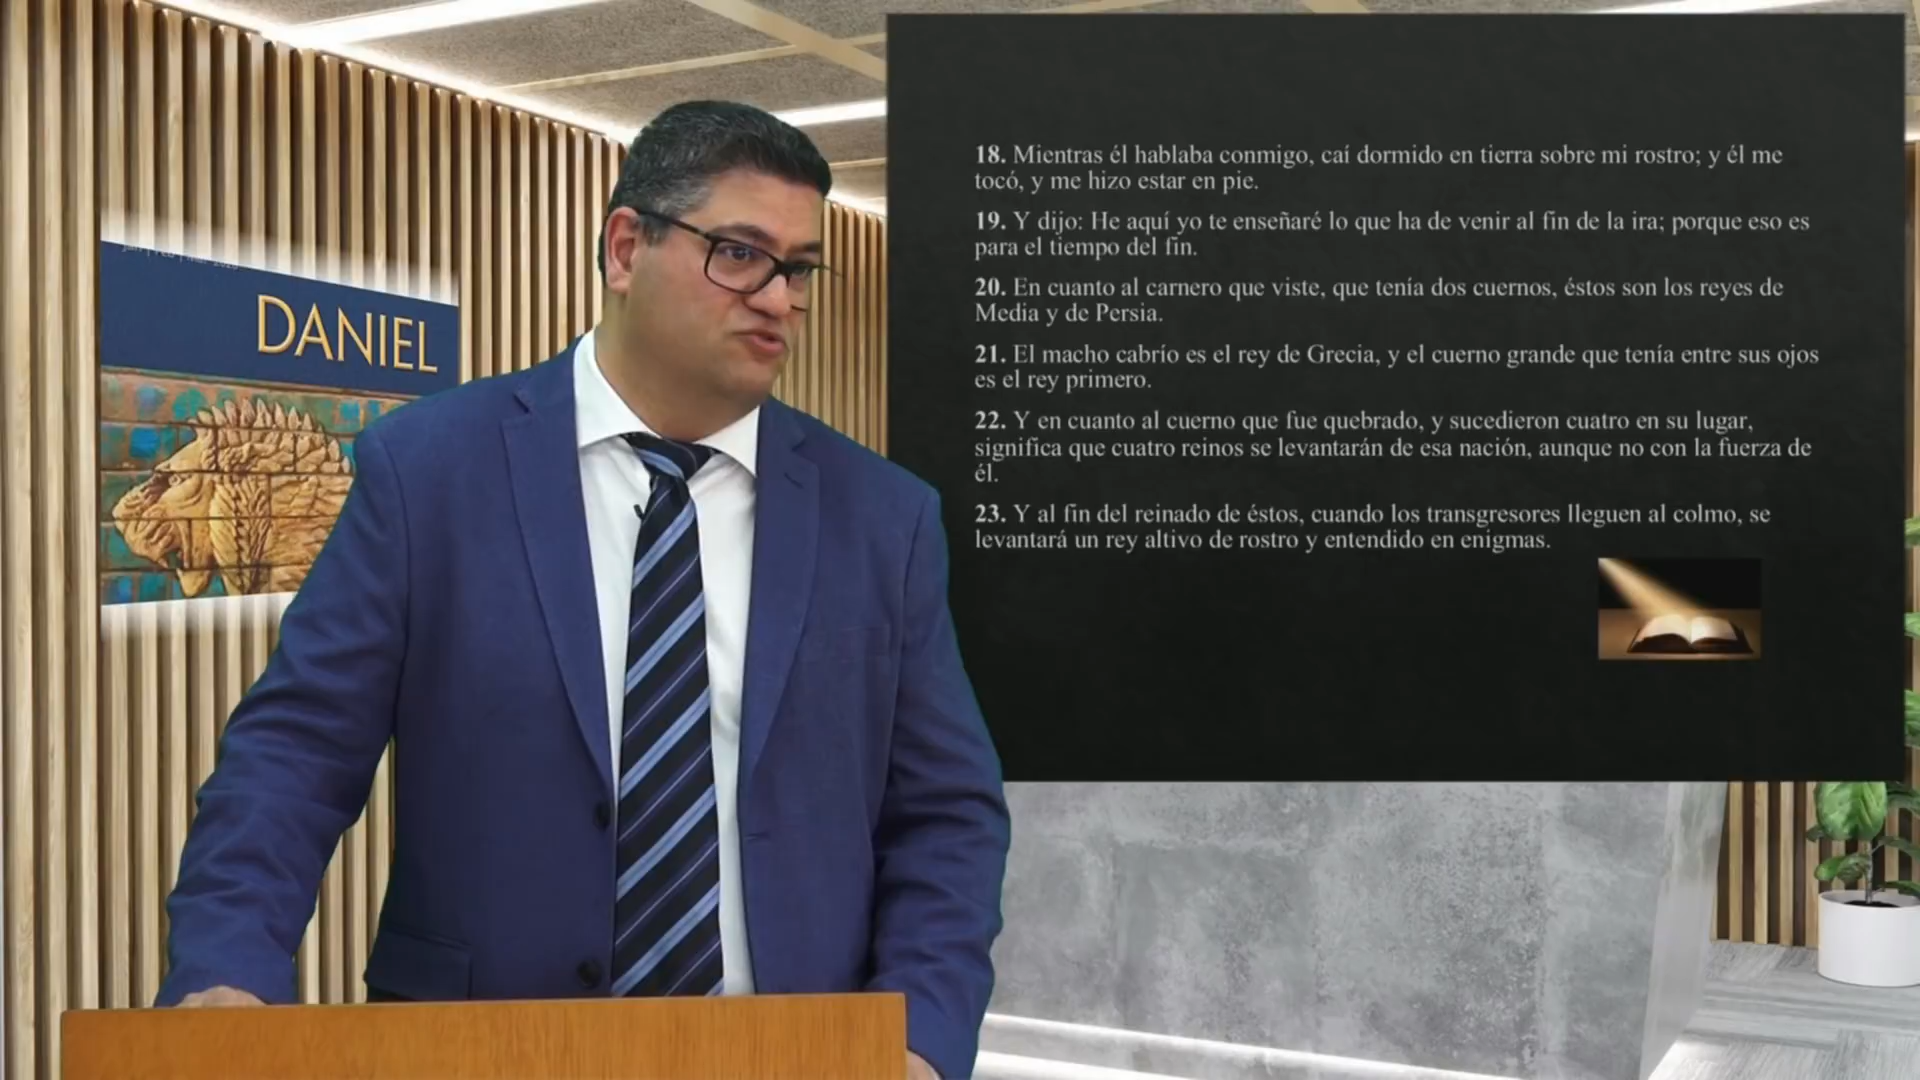 DANIEL
18. Mientras él hablaba conmigo, caí dormido en tierra sobre mi rostro; y él me
tocó, y me hizo estar en pie.
19. Y dijo: He aquí yo te enseñaré lo que ha de venir al fin de la ira; porque eso es
para el tiempo del fin.
20. En cuanto al carnero que viste, que tenía dos cuernos, éstos son los reyes de
Media y de Persia.
21. El macho cabrío es el rey de Grecia, y el cuerno grande que tenía entre sus ojos
es el rey primero.
22. Y en cuanto al cuerno que fue quebrado, y sucedieron cuatro en su lugar,
significa que cuatro reinos se levantarán de esa nación, aunque no con la fuerza de
él.
23. Y al fin del reinado de éstos, cuando los transgresores lleguen al colmo, se
levantará un rey altivo de rostro y entendido en enigmas.